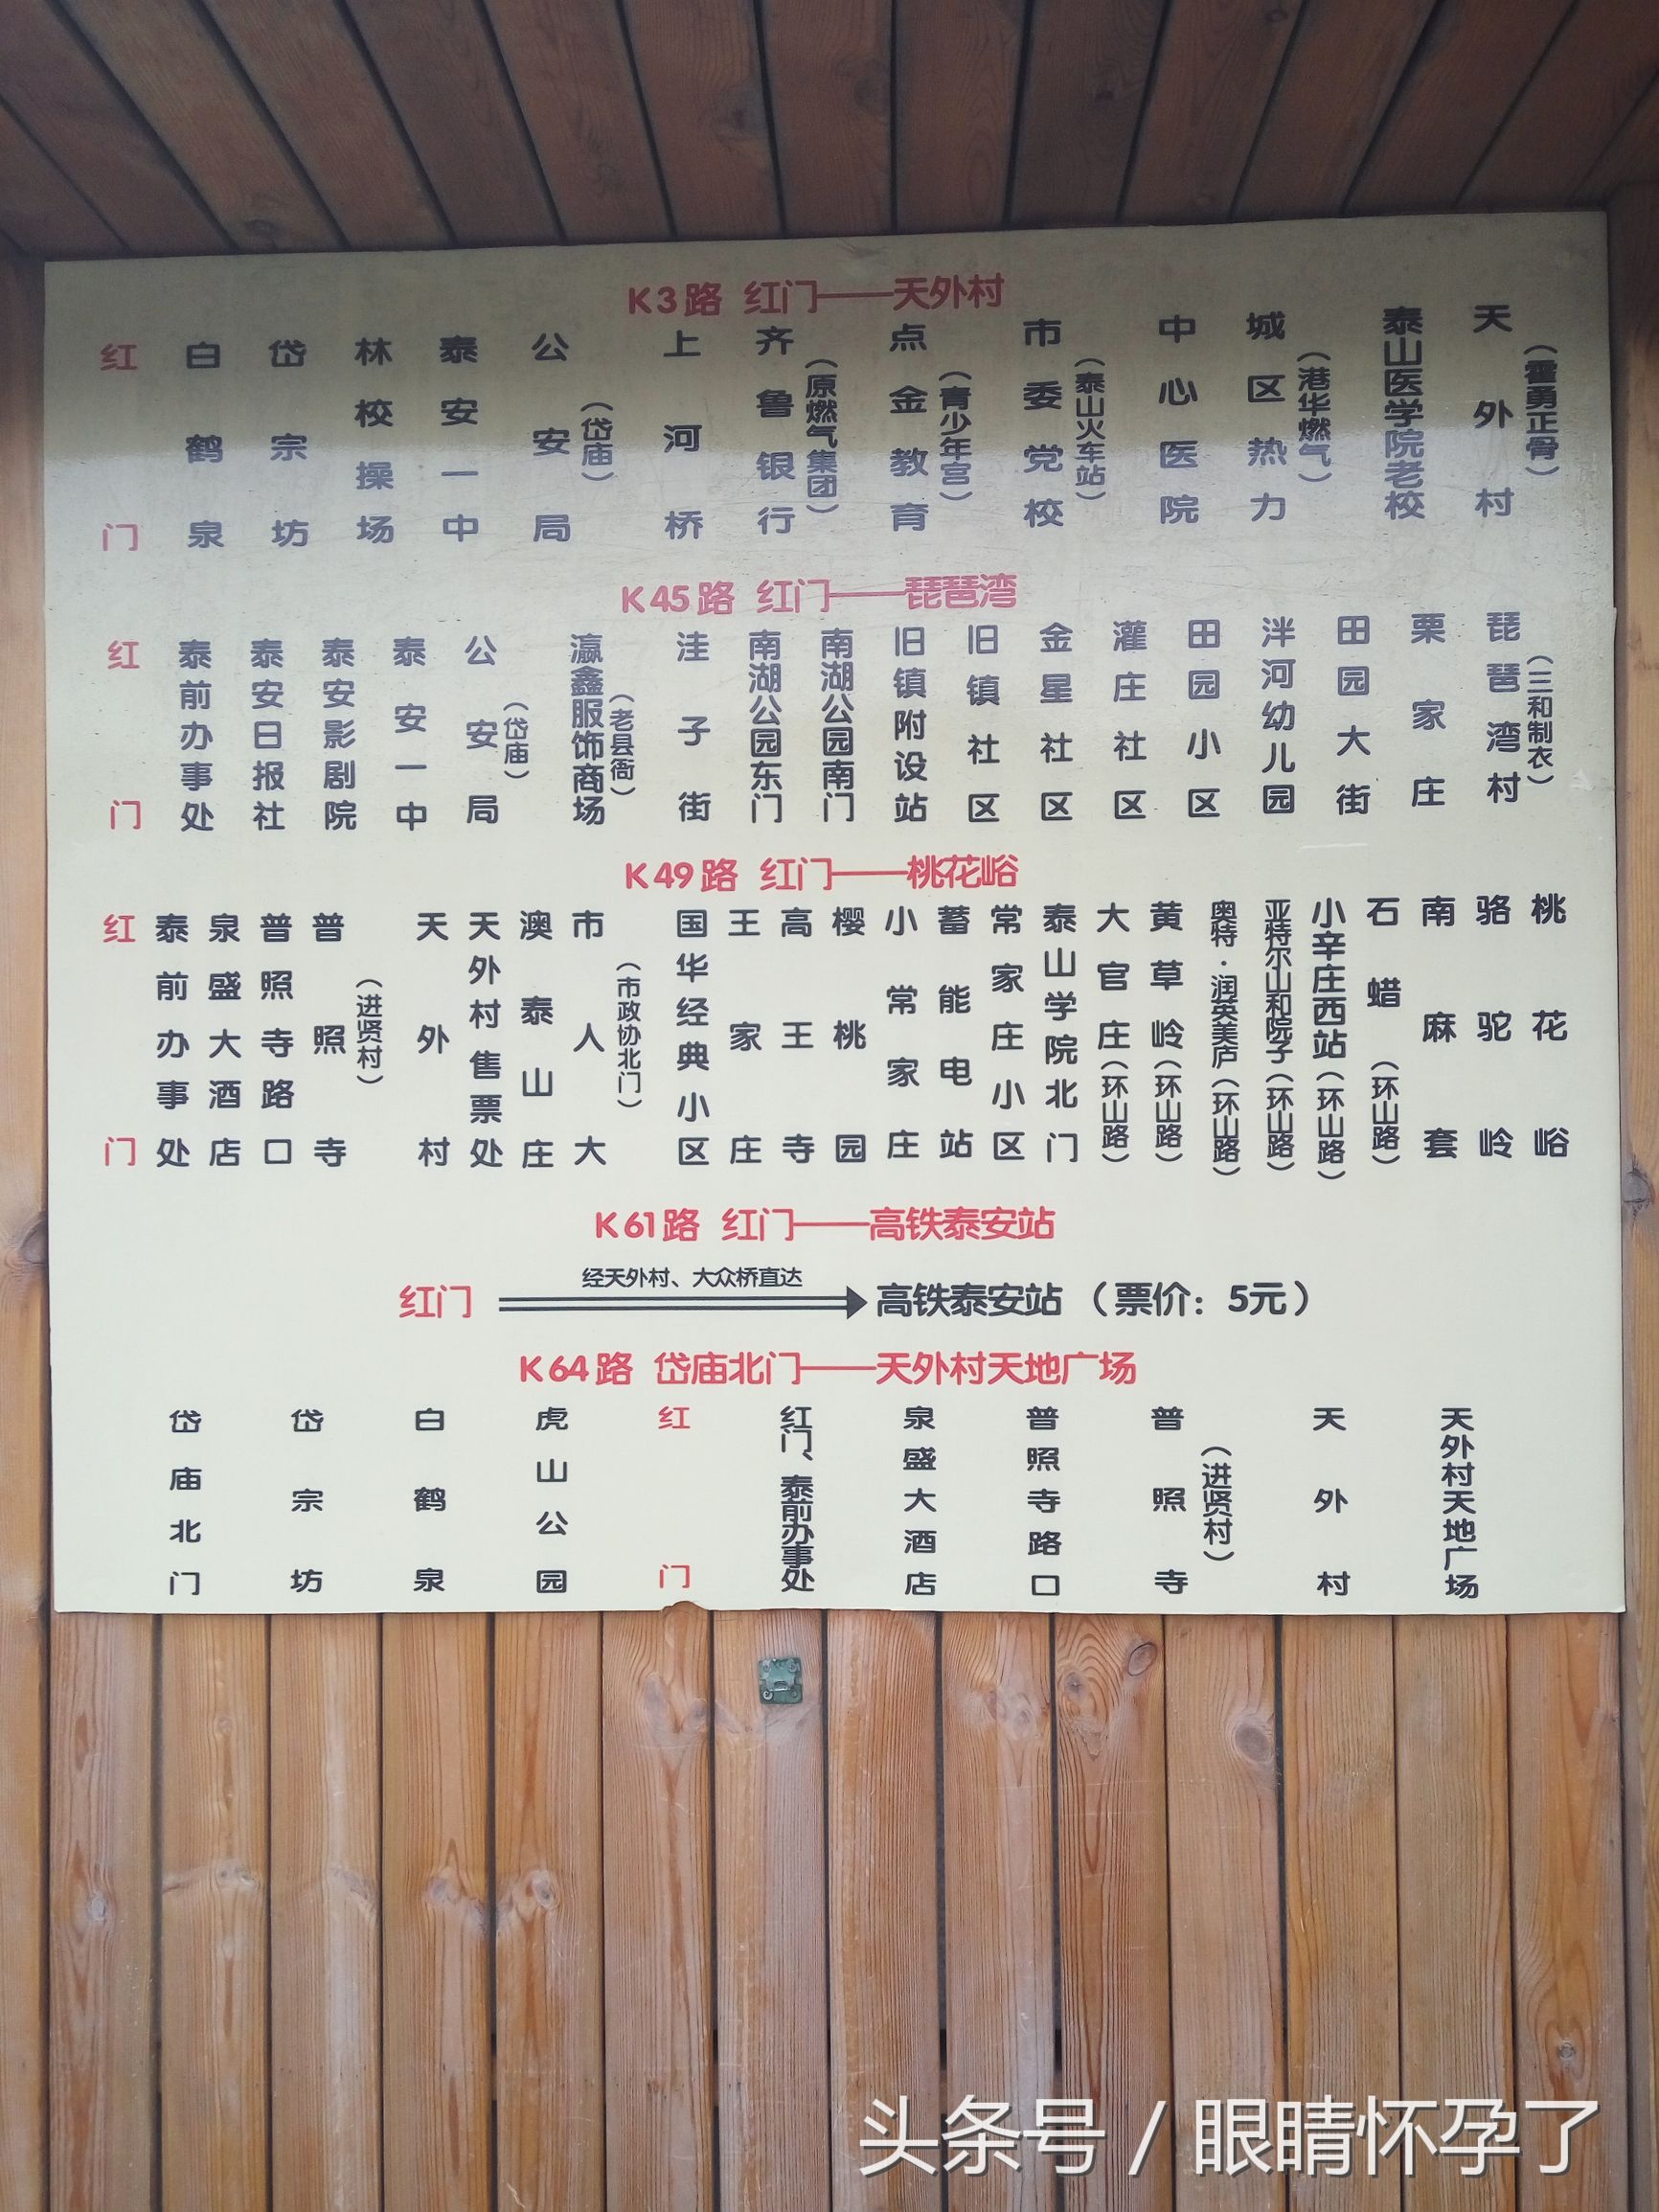 K3路 红门——天外村
红门
白鹤泉
岱宗坊
林校操场
泰安一中
公安局
（岱庙）
上河桥
齐鲁银行
（原燃气集团）
点金教育
（青少年宫）
市委党校
（泰山火车站）
中心医院
城区热力
（港华燃气）
泰山医学院老校
天外村
（霍勇正骨）
K45路 红门——琵琶湾
红门
泰前办事处
泰安日报社
泰安影剧院
泰安一中
公安局
（岱庙）
瀛鑫服饰商场
（老县衙）
洼子街
南湖公园东门
南湖公园南门
旧镇附设站
旧镇社区
金星社区
灌庄社区
田园小区
泮河幼儿园
田园大街
栗家庄
琵琶湾村
（三和制衣）
K49路 红门——桃花峪
红门
泰前办事处
泉盛大酒店
普照寺路口
普照寺
（进贤村）
天外村
天外村售票处
澳泰山庄
市人大
（市政协北门）
国华经典小区
王家庄
高王寺
樱桃园
小常家庄
蓄能电站
常家庄小区
泰山学院北门
大官庄（环山路）
黄草岭（环山路）
奥特·润英美庐（环山路）
亚特尔山和院子（环山路）
小辛庄西站（环山路）
石蜡（环山路）
南麻套
骆驼岭
桃花峪
K61路 红门——高铁泰安站
经天外村、大众桥直达
红门 高铁泰安站（票价：5元）
K64路 岱庙北门——天外村天地广场
岱庙北门
岱宗坊
白鹤泉
虎山公园
红门
红门、泰前办事处
泉盛大酒店
普照寺路口
普照寺
（进贤村）
天外村
天外村天地广场
头条号 / 眼睛怀孕了